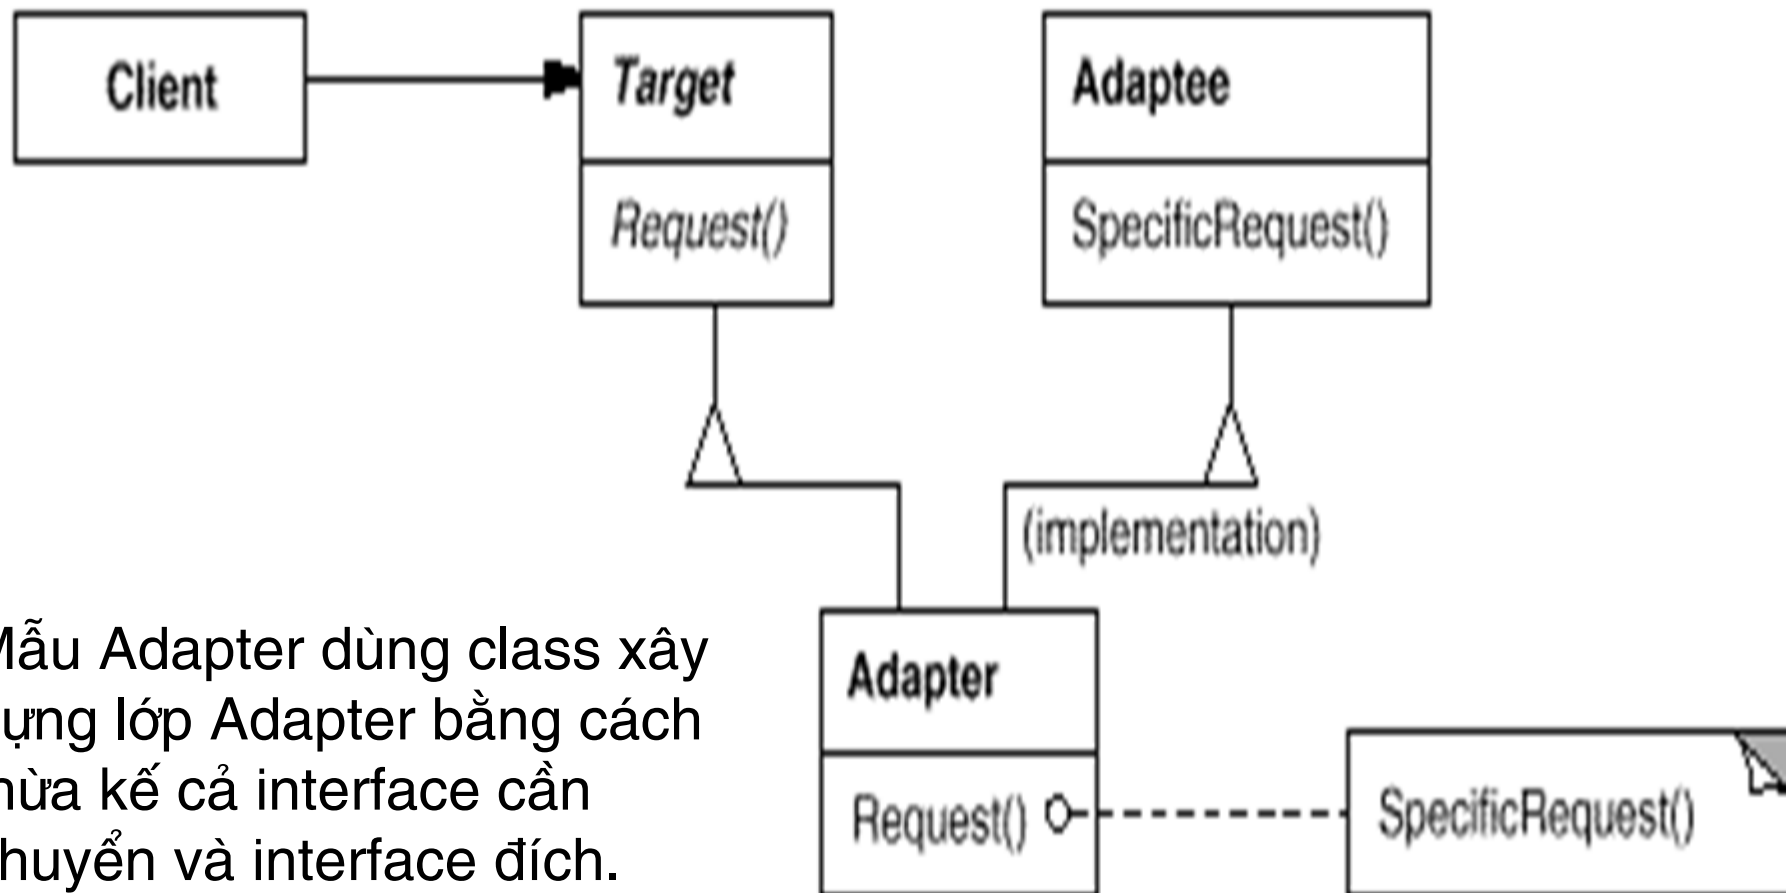 Client
Target
Adaptee
Request()
SpecificRequest()
(implementation)
Mẫu Adapter dùng class xây
ựng lớp Adapter bằng cách
hừa kế cả interface cần
huyển và interface đích.
Adapter
Request()
SpecificRequest()